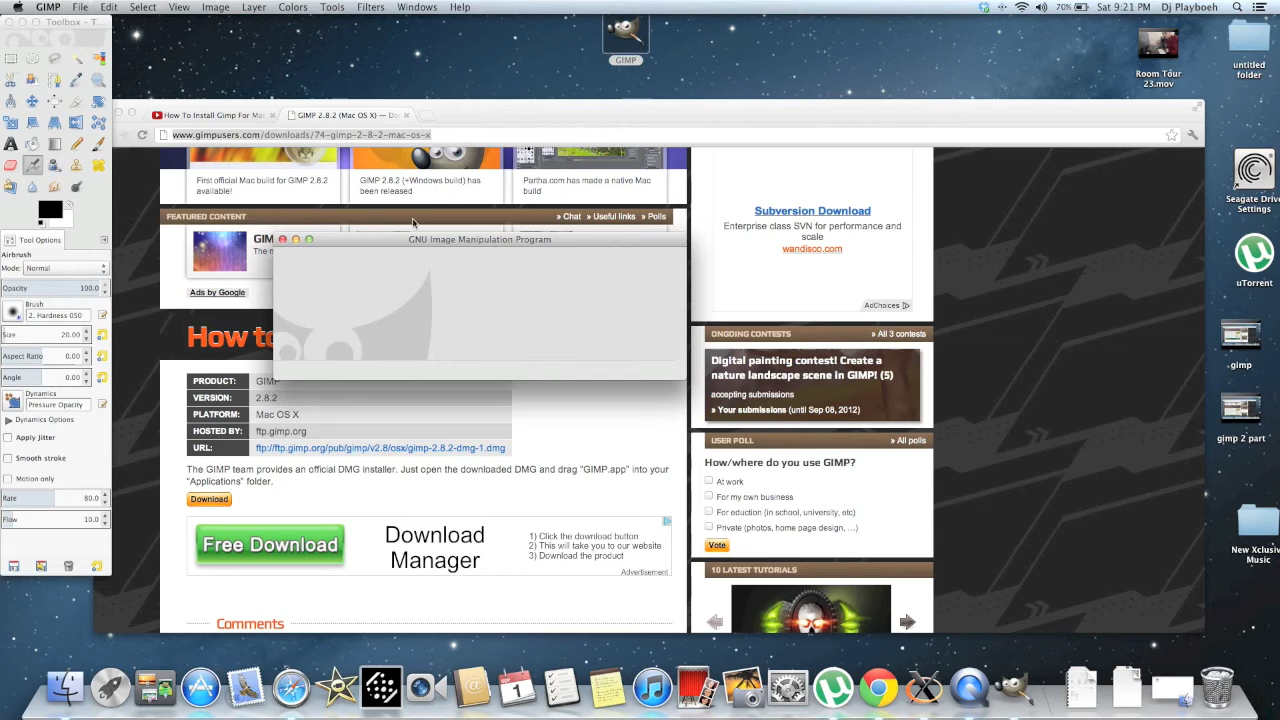 GIMP File Edit Select View Image Layer Colors Tools Filters Windows Help
70% Sat 9:21 PM Dj Playboeh
Toolbox – T
GIMP
Room Tour
23.mov
untitled
folder
How To Install Gimp For Mac
GIMP 2.8.2 (Mac OS X) — Do
www.gimpusers.com/downloads/74-gimp-2-8-2-mac-os-x
First official Mac build for GIMP 2.8.2
available!
GIMP 2.8.2 (+Windows build) has
been released
Partha.com has made a native Mac
build
FEATURED CONTENT
» Chat » Useful links » Polls
GIM
The n
GNU Image Manipulation Program
Ads by Google
How to
PRODUCT: GIMP
VERSION: 2.8.2
PLATFORM: Mac OS X
HOSTED BY: ftp.gimp.org
URL: ftp://ftp.gimp.org/pub/gimp/v2.8/osx/gimp-2.8.2-dmg-1.dmg
The GIMP team provides an official DMG installer. Just open the downloaded DMG and drag “GIMP.app” into your
“Applications” folder.
Download
Free Download
Download
Manager
1) Click the download button
2) This will take you to our website
3) Download the product
Advertisement
Comments
Subversion Download
Enterprise class SVN for performance and
scale
wandisco.com
AdChoices
ONGOING CONTESTS
» All 3 contests
Digital painting contest! Create a
nature landscape scene in GIMP! (5)
accepting submissions
» Your submissions (until Sep 08, 2012)
USER POLL
» All polls
How/where do you use GIMP?
At work
For my own business
For eduction (in school, university, etc)
Private (photos, home page design, ...)
Vote
10 LATEST TUTORIALS
Tool Options
Airbrush
Mode: Normal
Opacity 100.0
Brush
2. Hardness 050
Size 20.00
Aspect Ratio 0.00
Angle 0.00
Dynamics
Pressure Opacity
Dynamics Options
Apply Jitter
Smooth stroke
Motion only
Rate 80.0
Flow 10.0
Seagate Drive
Settings
uTorrent
gimp
gimp 2 part
New Xclusiv
Music
SEP
1